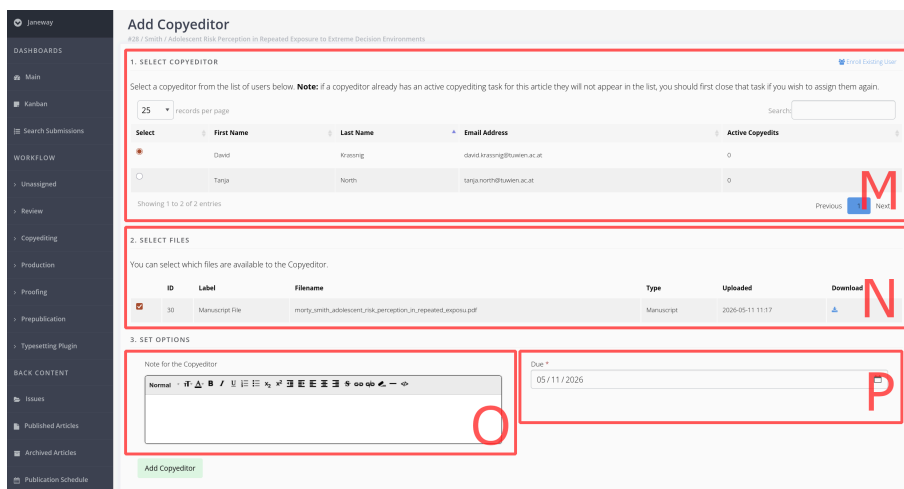 Janeway
DASHBOARDS
Main
Kanban
Search Submissions
WORKFLOW
Unassigned
Review
Copyediting
Production
Proofing
Prepublication
Typesetting Plugin
BACK CONTENT
Issues
Published Articles
Archived Articles
Publication Schedule
Add Copyeditor
#28 / Smith / Adolescent Risk Perception in Repeated Exposure to Extreme Decision Environments
1. SELECT COPYEDITOR
Enroll Existing User
Select a copyeditor from the list of users below. Note: if a copyeditor already has an active copyediting task for this article they will not appear in the list, you should first close that task if you wish to assign them again.
25 records per page
Search:
Select First Name Last Name Email Address Active Copyedits
David Krassnig david.krassnig@tuwien.ac.at 0
Tanja North tanja.north@tuwien.ac.at 0
Showing 1 to 2 of 2 entries
Previous 1 Next
M
2. SELECT FILES
You can select which files are available to the Copyeditor.
ID Label Filename Type Uploaded Download
30 Manuscript File morty_smith_adolescent_risk_perception_in_repeated_exposu.pdf Manuscript 2026-05-11 11:17
N
3. SET OPTIONS
Note for the Copyeditor
Normal
O
Due *
05/11/2026
P
Add Copyeditor